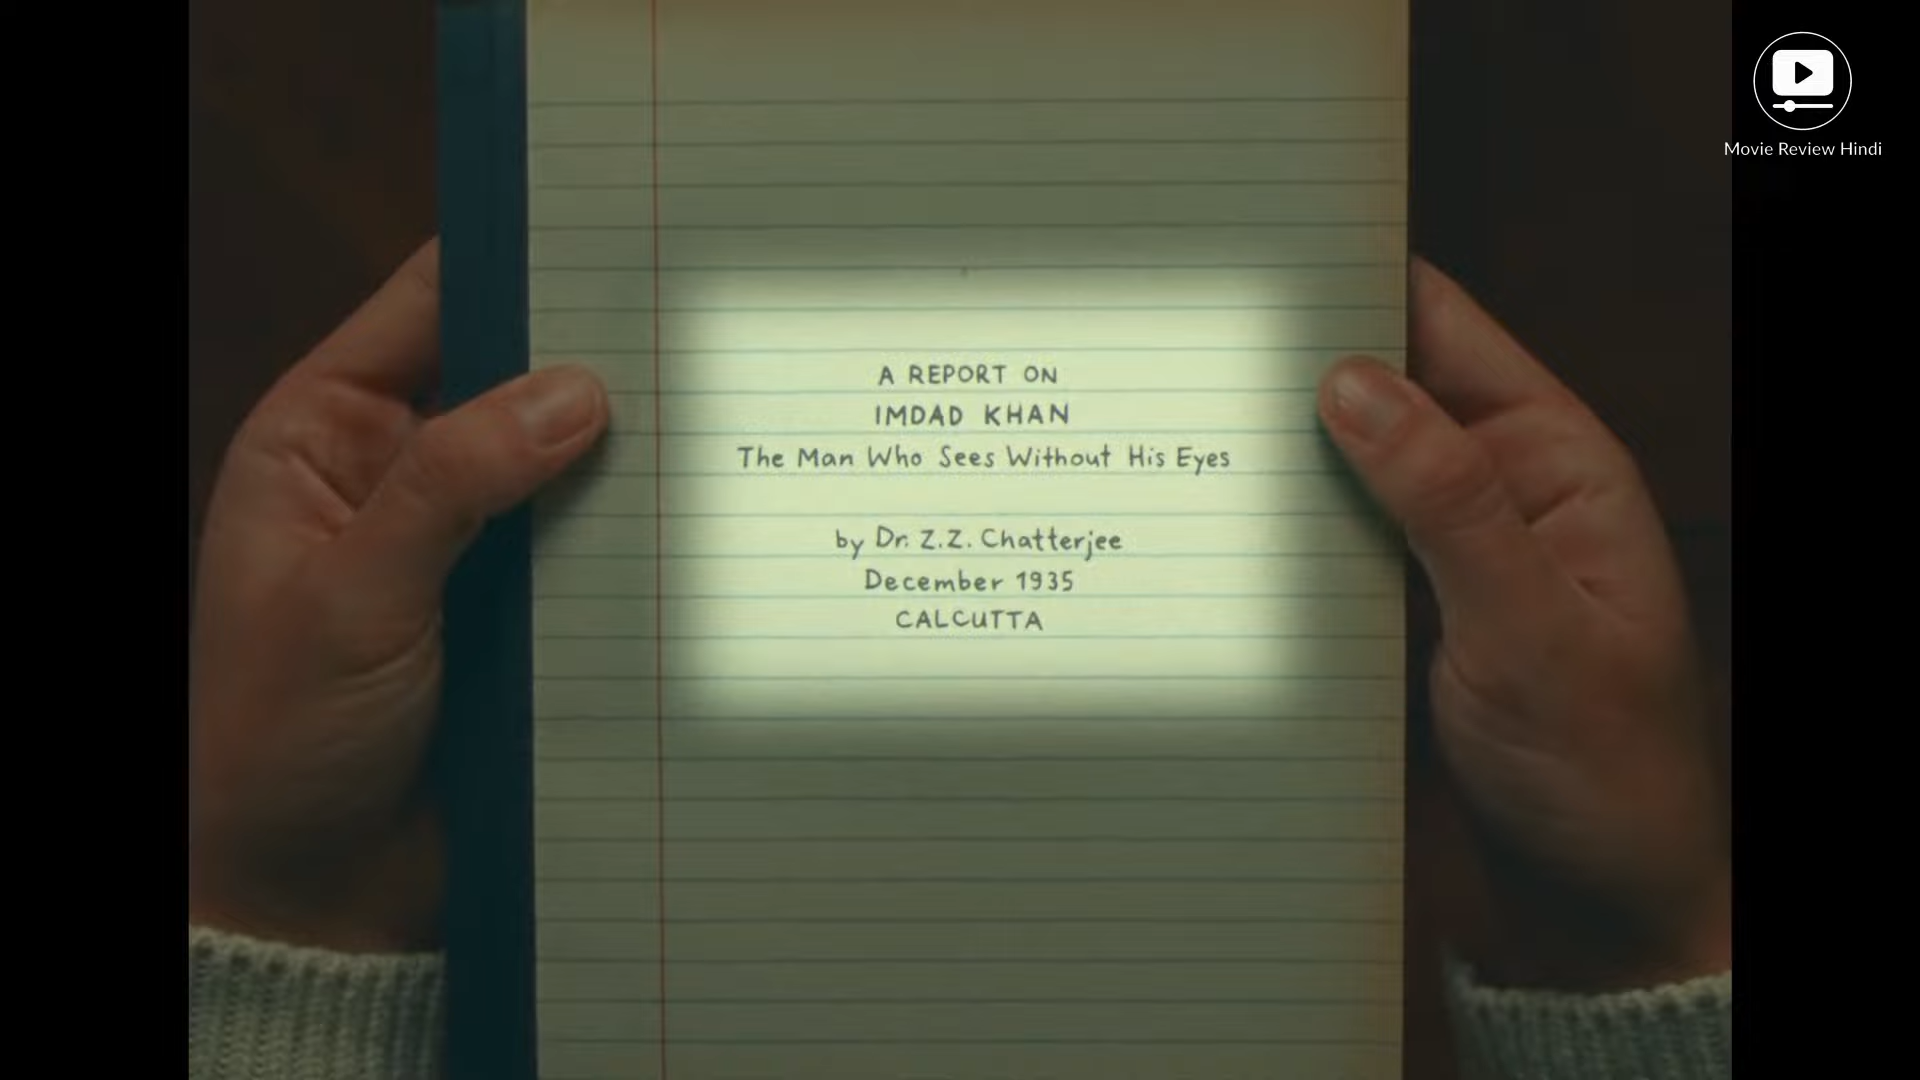 A REPORT ON
IMDAD KHAN
The Man Who Sees Without His Eyes
by Dr. Z.Z. Chatterjee
December 1935
CALCUTTA
Movie Review Hindi